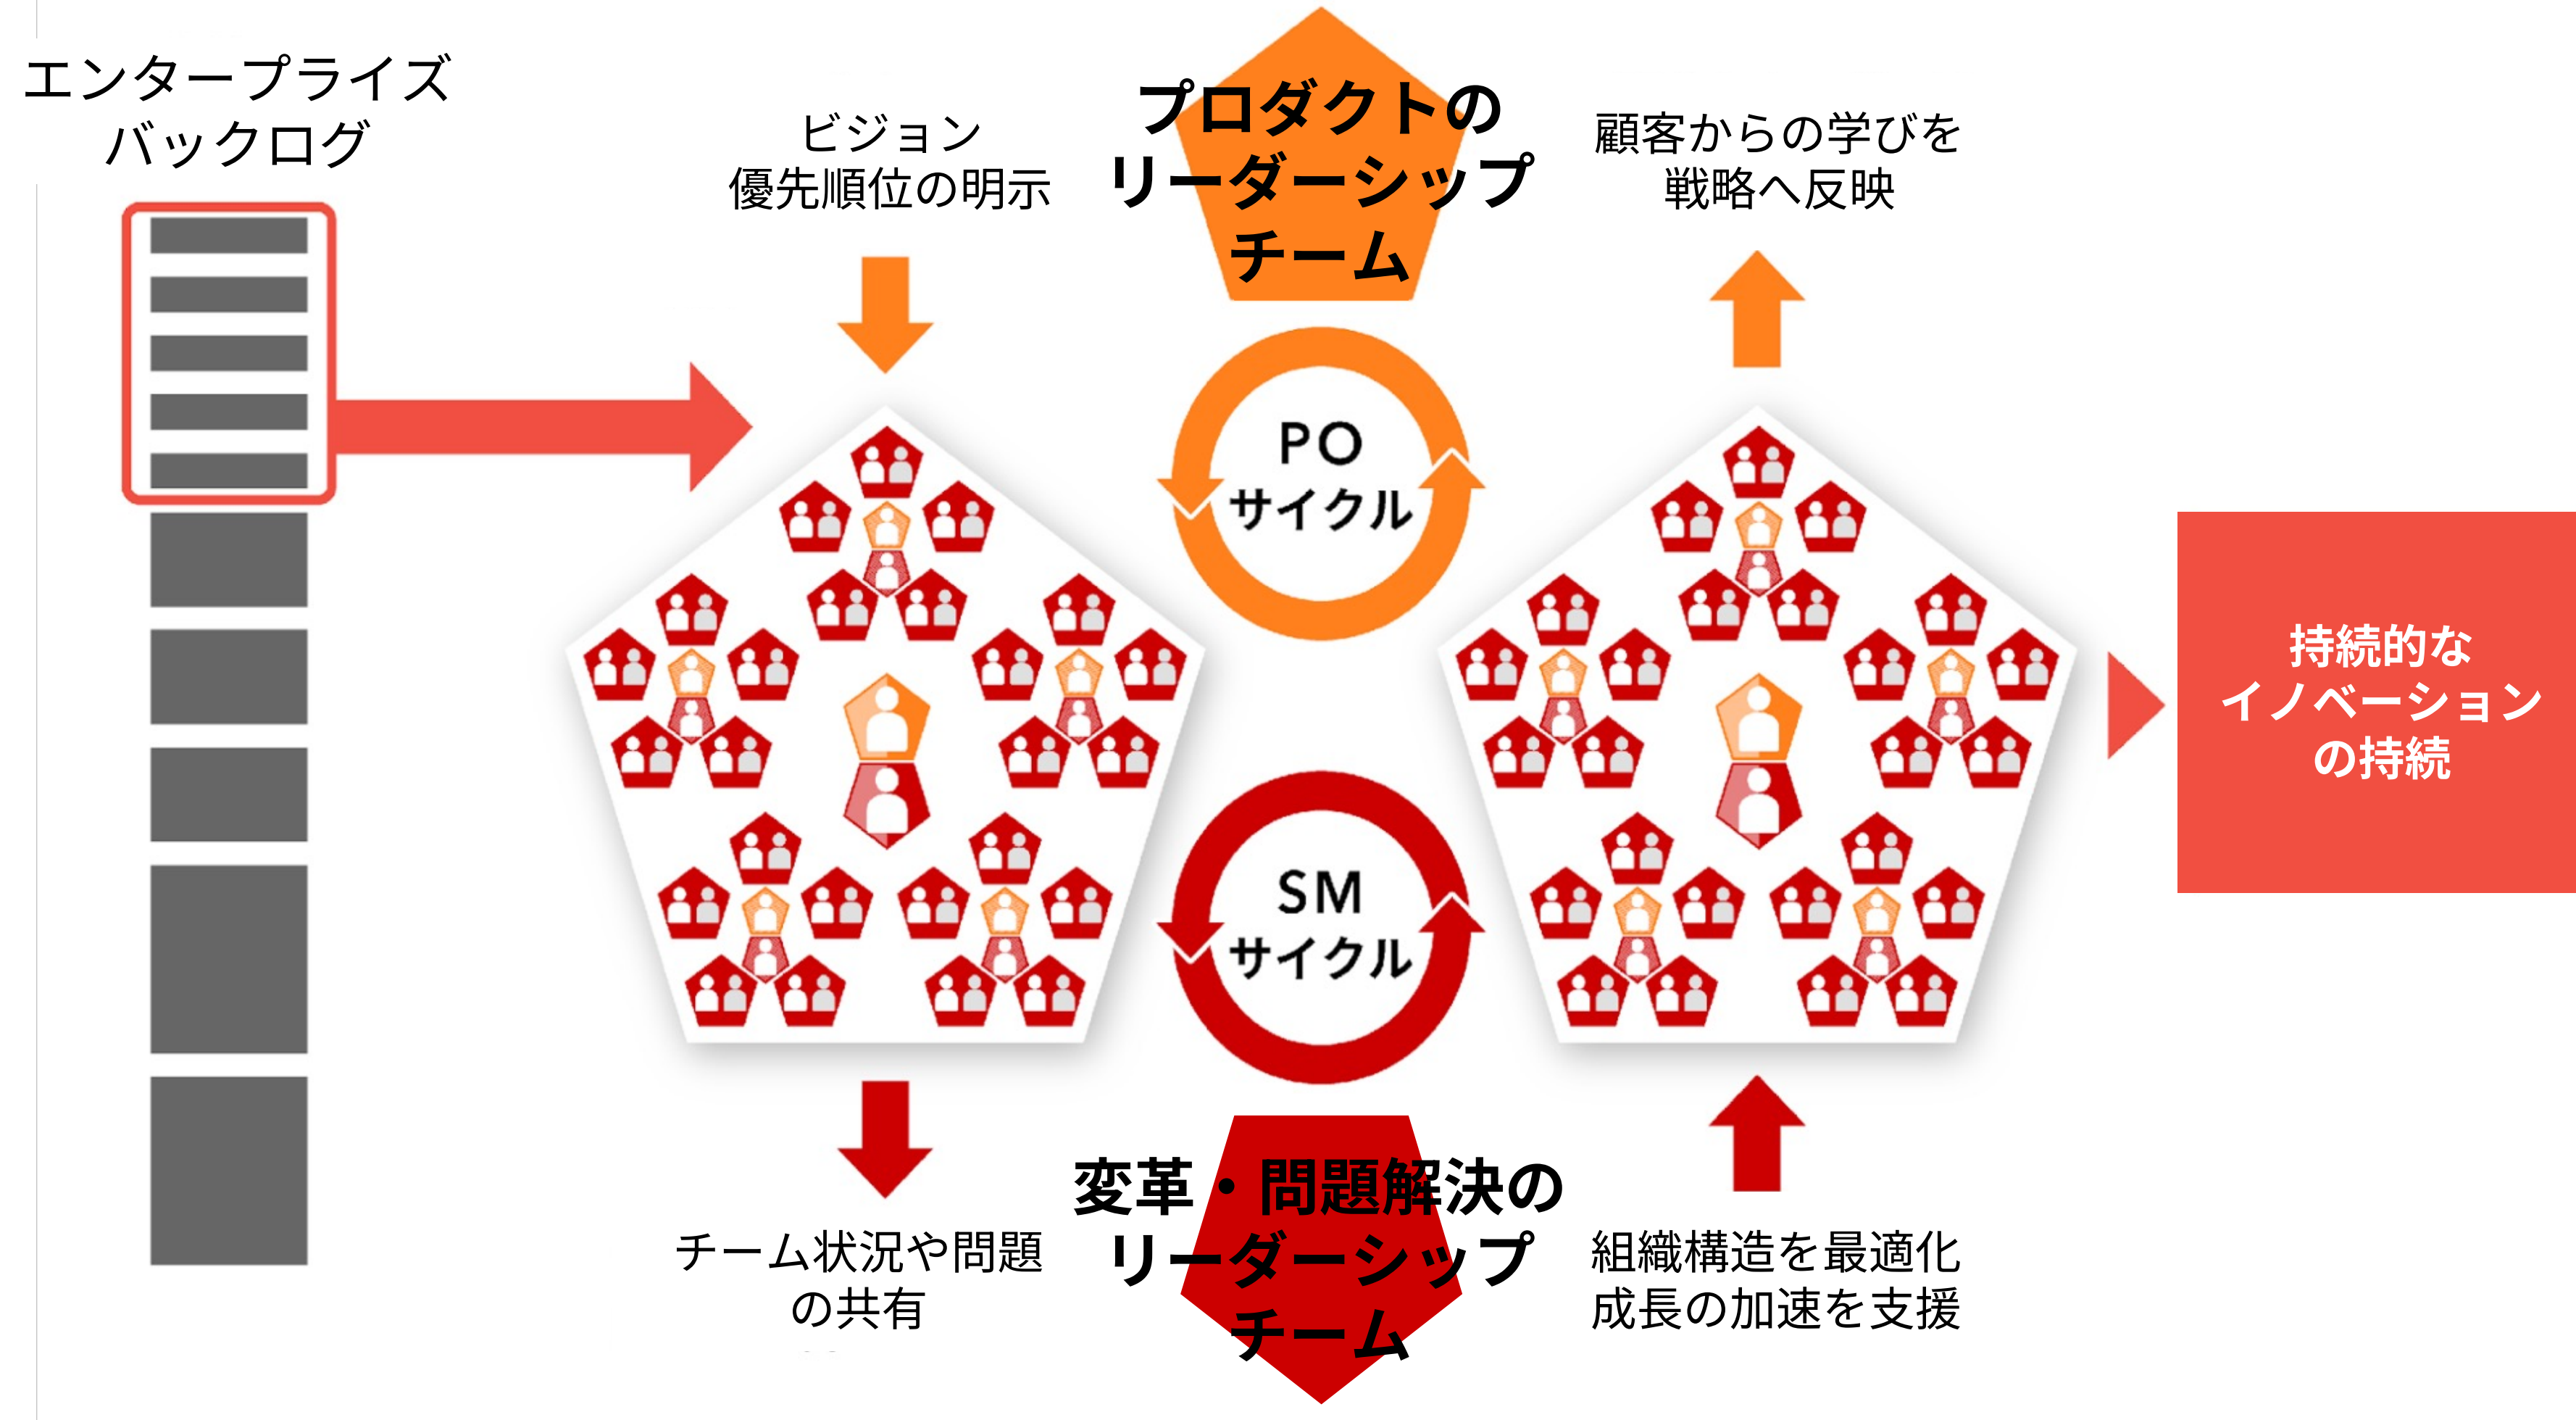 エンタープライズ
バックログ
ビジョン
優先順位の明示
プロダクトの
リーダーシップ
チーム
顧客からの学びを
戦略へ反映
PO
サイクル
SM
サイクル
持続的な
イノベーション
の持続
チーム状況や問題
の共有
変革・問題解決の
リーダーシップ
チーム
組織構造を最適化
成長の加速を支援